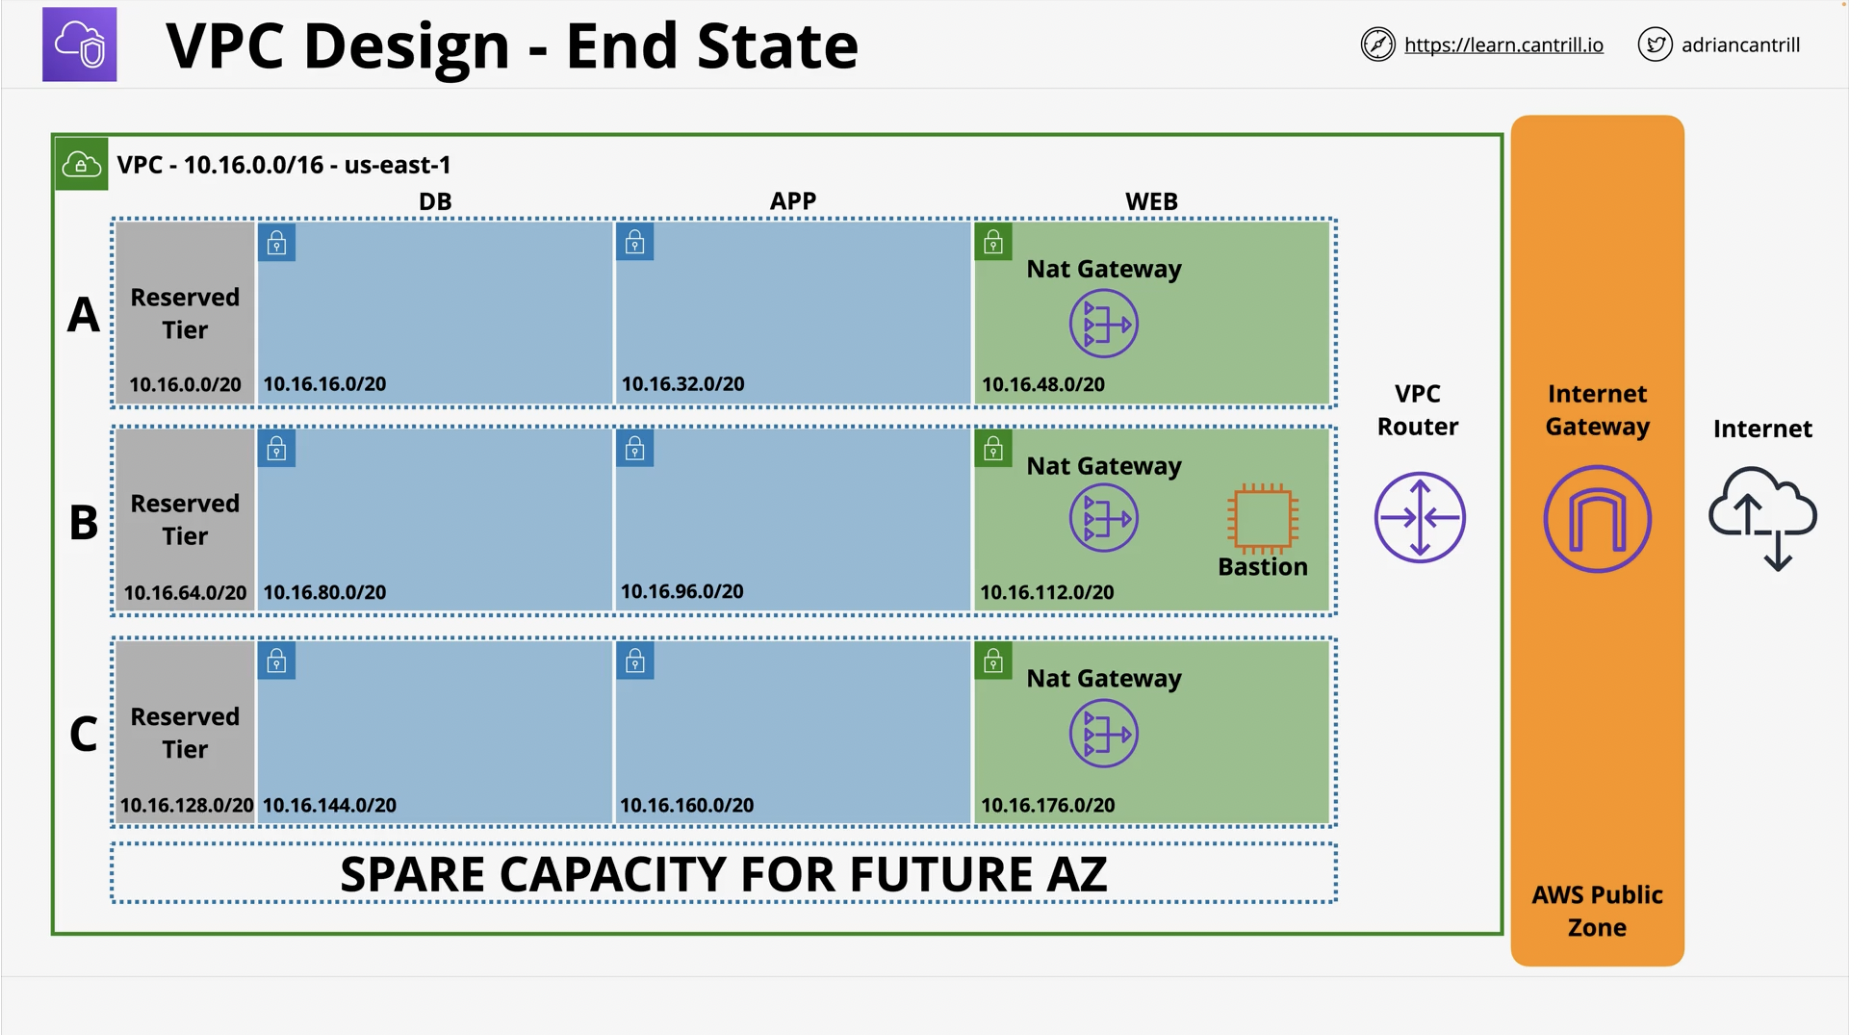 VPC Design - End State
https://learn.cantrill.io
adriancantrill
VPC - 10.16.0.0/16 - us-east-1
DB
APP
WEB
A
Reserved
Tier
10.16.0.0/20
10.16.16.0/20
10.16.32.0/20
Nat Gateway
10.16.48.0/20
B
Reserved
Tier
10.16.64.0/20
10.16.80.0/20
10.16.96.0/20
Nat Gateway
Bastion
10.16.112.0/20
C
Reserved
Tier
10.16.128.0/20
10.16.144.0/20
10.16.160.0/20
Nat Gateway
10.16.176.0/20
SPARE CAPACITY FOR FUTURE AZ
VPC
Router
Internet
Gateway
AWS Public
Zone
Internet